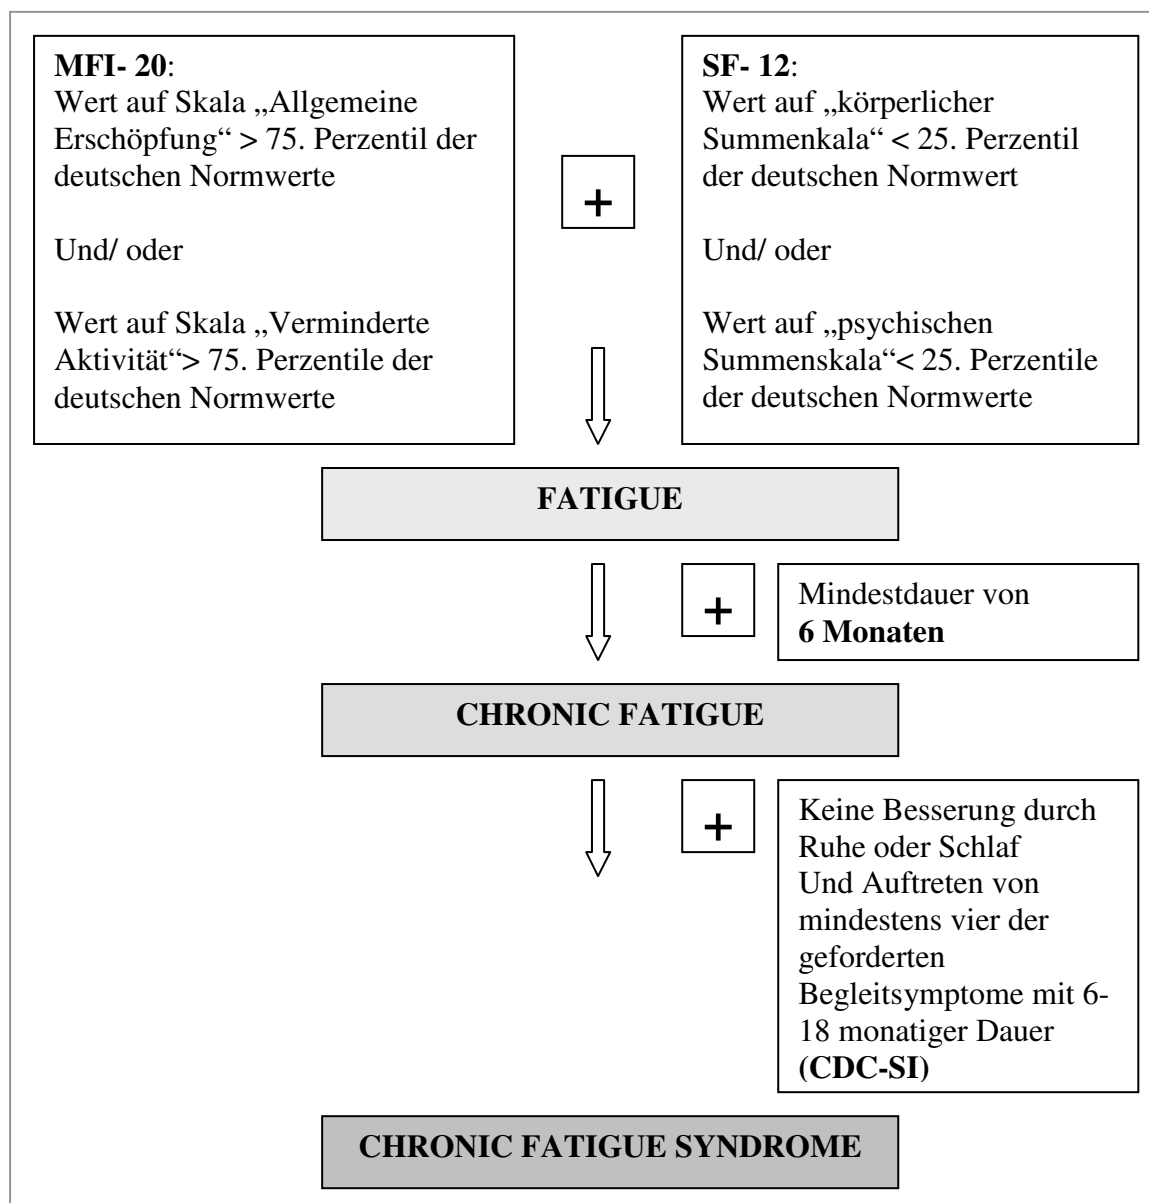 MFI- 20:
Wert auf Skala „Allgemeine
Erschöpfung“ > 75. Perzentil der
deutschen Normwerte
Und/ oder
Wert auf Skala „Verminderte
Aktivität“> 75. Perzentile der
deutschen Normwerte
+
SF- 12:
Wert auf „körperlicher
Summenkala“ < 25. Perzentil
der deutschen Normwert
Und/ oder
Wert auf „psychischen
Summenskala“< 25. Perzentile
der deutschen Normwerte
FATIGUE
+
Mindestdauer von
6 Monaten
CHRONIC FATIGUE
+
Keine Besserung durch
Ruhe oder Schlaf
Und Auftreten von
mindestens vier der
geforderten
Begleitsymptome mit 6-
18 monatiger Dauer
(CDC-SI)
CHRONIC FATIGUE SYNDROME